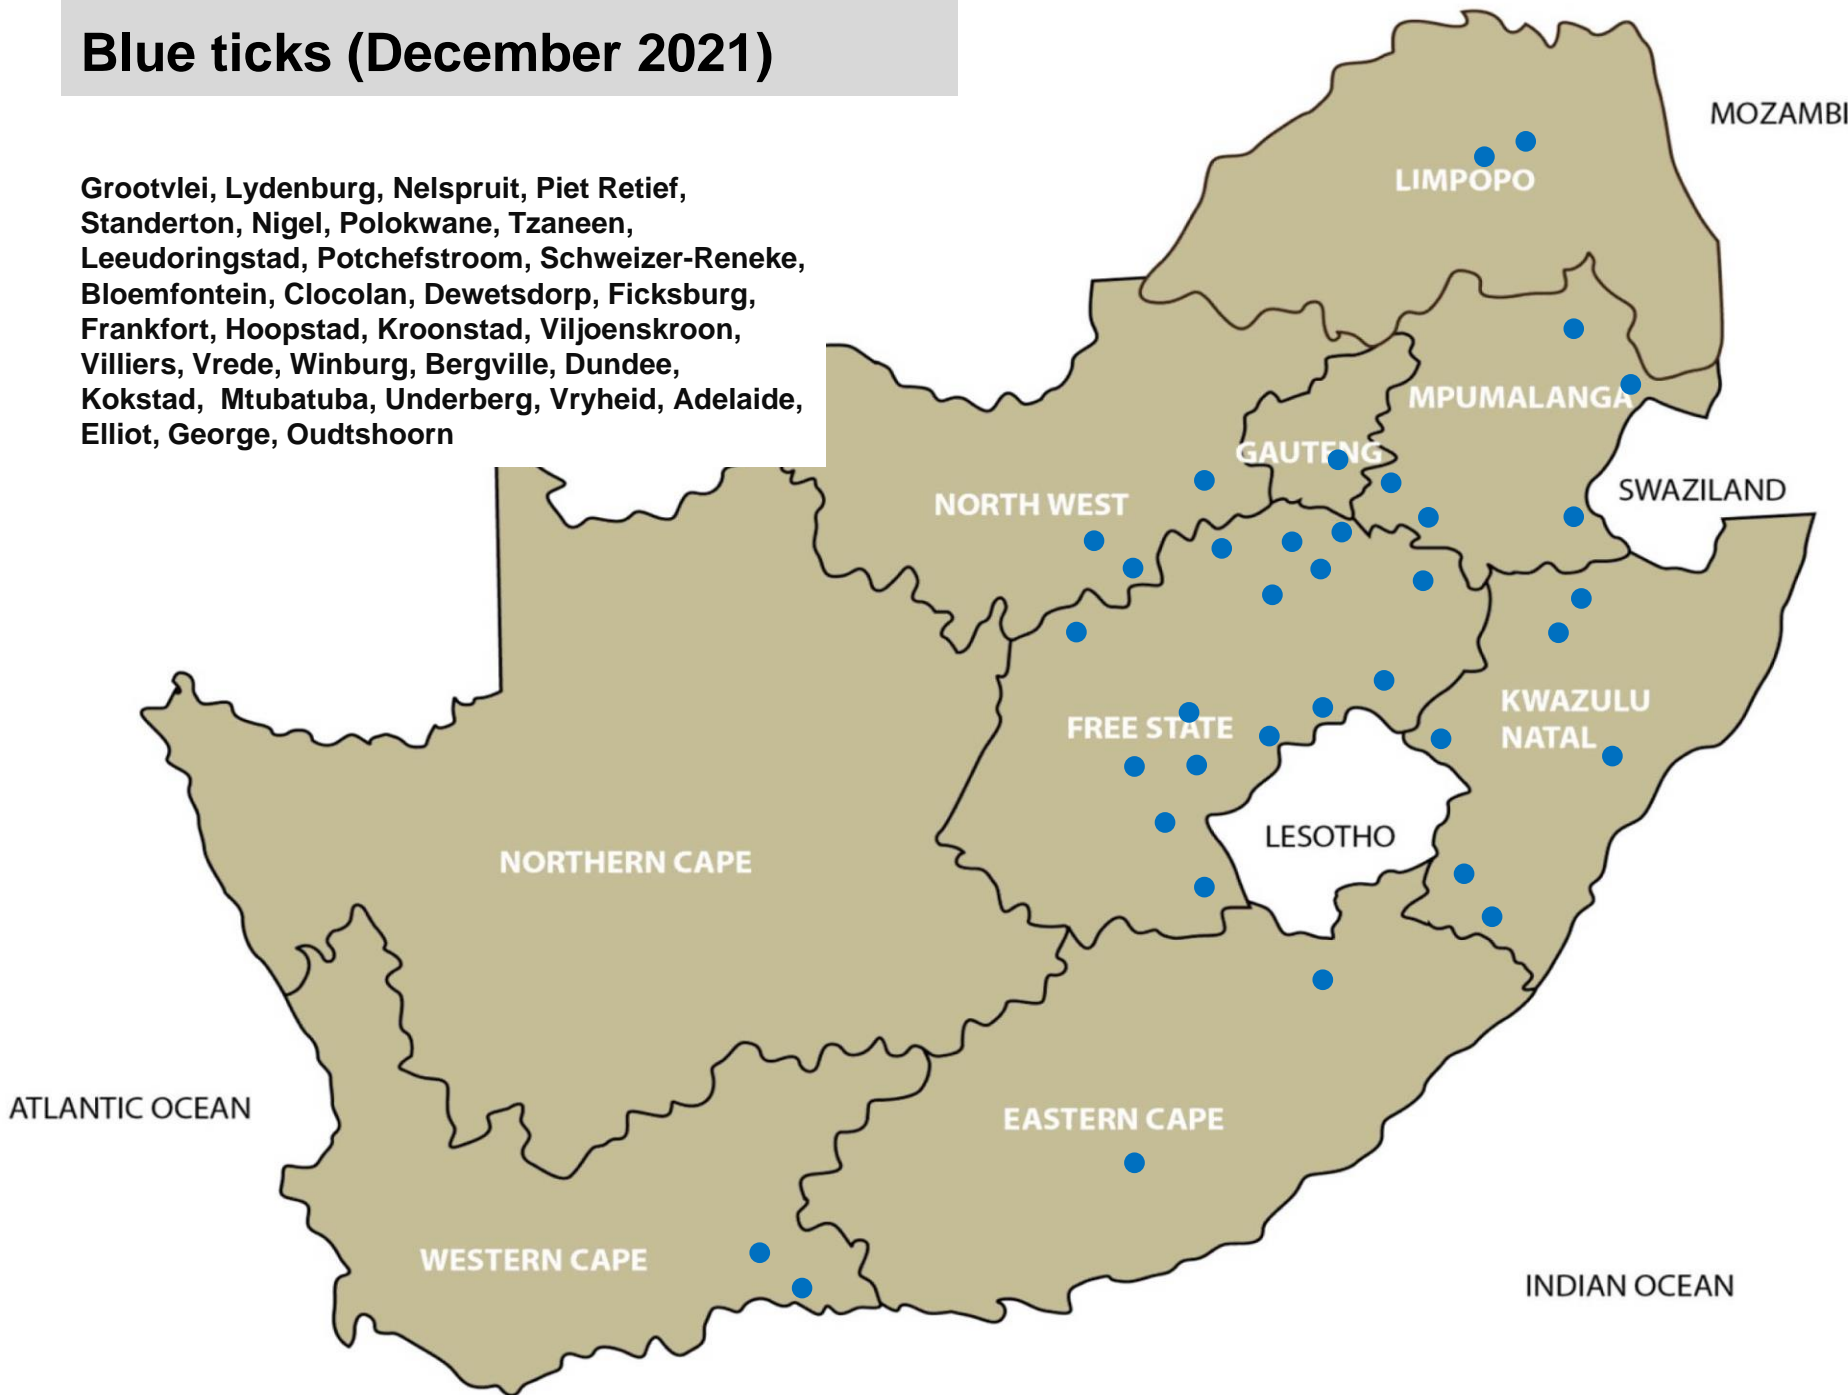 Blue ticks (December 2021)
Grootvlei, Lydenburg, Nelspruit, Piet Retief,
Standerton, Nigel, Polokwane, Tzaneen,
Leeudoringstad, Potchefstroom, Schweizer-Reneke,
Bloemfontein, Clocolan, Dewetsdorp, Ficksburg,
Frankfort, Hoopstad, Kroonstad, Viljoenskroon,
Villiers, Vrede, Winburg, Bergville, Dundee,
Kokstad, Mtubatuba, Underberg, Vryheid, Adelaide,
Elliot, George, Oudtshoorn
MOZAMBI
LIMPOPO
MPUMALANGA
GAUTENG
SWAZILAND
NORTH WEST
KWAZULU
NATAL
FREE STATE
LESOTHO
NORTHERN CAPE
ATLANTIC OCEAN
EASTERN CAPE
WESTERN CAPE
INDIAN OCEAN